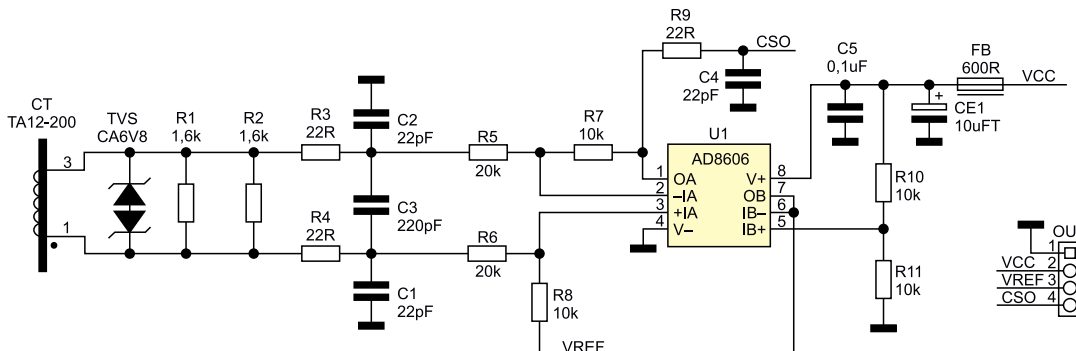 CT
TA12-200
3
1
TVS
CA6V8
R1
1,6k
R2
1,6k
R3
22R
R4
22R
C2
22pF
C3
220pF
C1
22pF
R5
20k
R6
20k
R7
10k
R8
10k
VREF
R9
22R
CSO
C4
22pF
U1
AD8606
1 OA
2 –IA
3 +IA
4 V–
V+ 8
OB 7
IB– 6
IB+ 5
C5
0,1uF
+
CE1
10uFT
FB
600R
VCC
R10
10k
R11
10k
OU
1
VCC 2
VREF 3
CSO 4